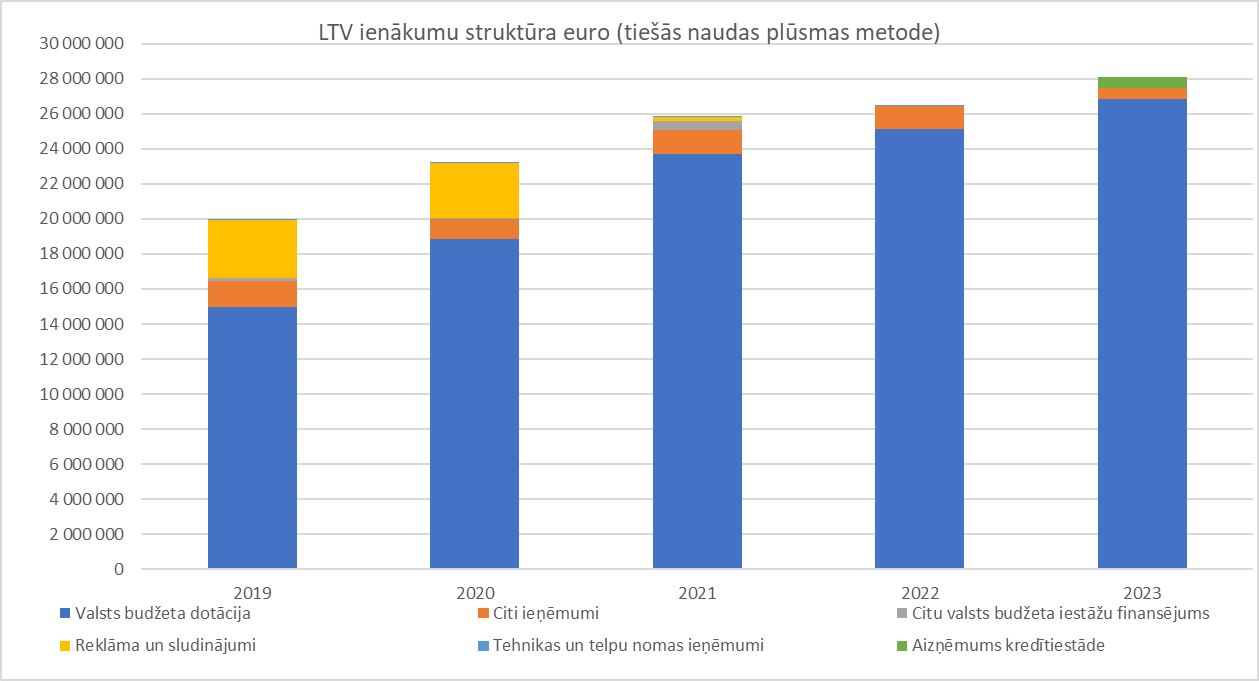 LTV ienākumu struktūra euro (tiešās naudas plūsmas metode)
30 000 000
28 000 000
26 000 000
24 000 000
22 000 000
20 000 000
18 000 000
16 000 000
14 000 000
12 000 000
10 000 000
8 000 000
6 000 000
4 000 000
2 000 000
0
2019 2020 2021 2022 2023
Valsts budžeta dotācija Citi ieņēmumi Citu valsts budžeta iestāžu finansējums
Reklāma un sludinājumi Tehnikas un telpu nomas ieņēmumi Aizņēmums kredītiestāde